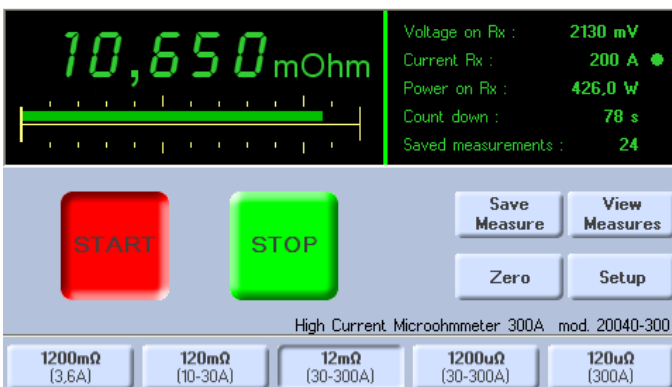 10,650 mOhm
Voltage on Rx : 2130 mV
Current Rx : 200 A
Power on Rx : 426,0 W
Count down : 78 s
Saved measurements : 24
START
STOP
Save Measure
View Measures
Zero
Setup
High Current Microohmmeter 300A mod. 20040-300
1200mΩ
(3,6A)
120mΩ
(10-30A)
12mΩ
(30-300A)
1200uΩ
(30-300A)
120uΩ
(300A)